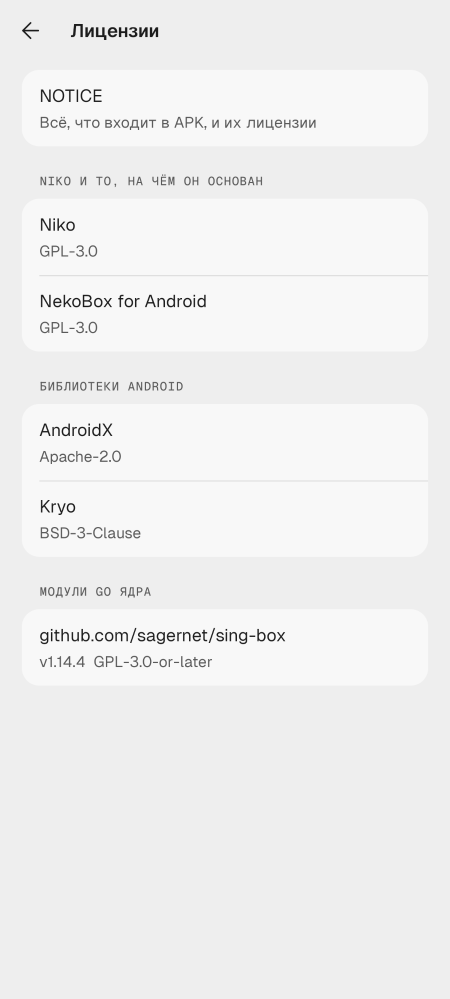 Лицензии
NOTICE
Всё, что входит в APK, и их лицензии
NIKO И ТО, НА ЧЁМ ОН ОСНОВАН
Niko
GPL-3.0
NekoBox for Android
GPL-3.0
БИБЛИОТЕКИ ANDROID
AndroidX
Apache-2.0
Kryo
BSD-3-Clause
МОДУЛИ GO ЯДРА
github.com/sagernet/sing-box
v1.14.4 GPL-3.0-or-later